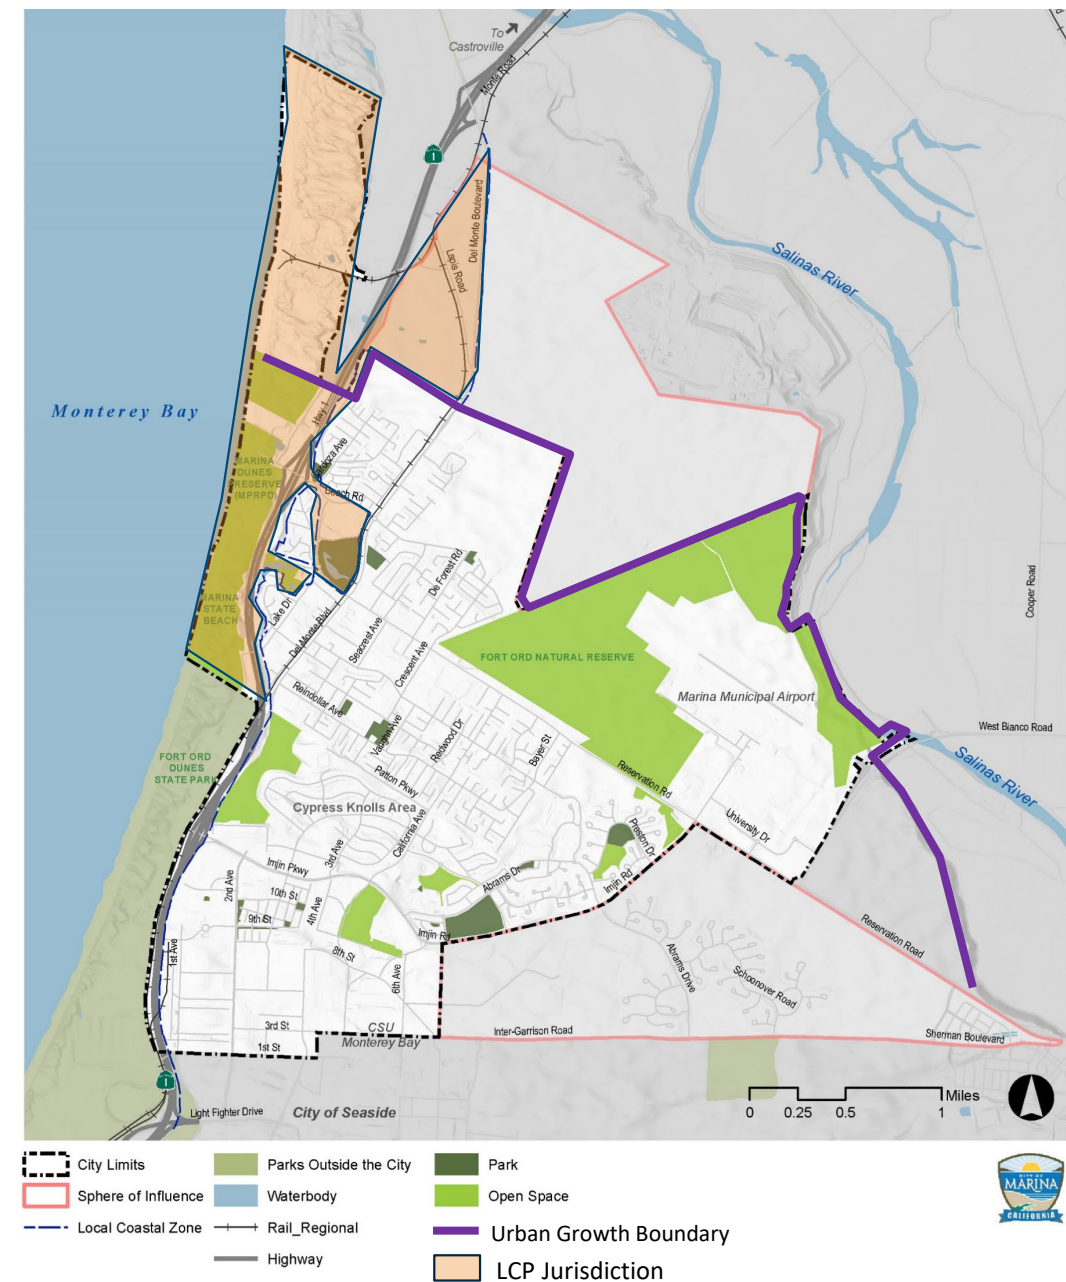 To
Castroville
Monte Road
1
Del Monte Boulevard
Lapis Road
Salinas River
Monterey Bay
Hwy 1
Beach Rd
MARINA
DUNES
RESERVE
(MPRPD)
De Forest Rd
Cooper Road
MARINA
STATE
BEACH
Lake Dr
Del Monte Blvd
Seacrest Ave
Crescent Ave
FORT ORD NATURAL RESERVE
Marina Municipal Airport
Reindollar Ave
Vaughn Ave
Redwood Dr
Bayer St
West Blanco Road
Salinas River
FORT ORD
DUNES
STATE PARK
Patton Pkwy
Reservation Rd
Cypress Knolls Area
California Ave
University Dr
Preston Dr
3rd Ave
Imjin Pkwy
Abrams Dr
Imjin Rd
2nd Ave
10th St
9th St
4th Ave
8th St
Imjin Rd
6th Ave
1st Ave
Reservation Road
Abrams Drive
Schoonover Road
3rd St
1st St
CSU
Monterey Bay
Inter-Garrison Road
Sherman Boulevard
1
Light Fighter Drive
City of Seaside
Miles
0 0.25 0.5 1
City Limits
Parks Outside the City
Park
Sphere of Influence
Waterbody
Open Space
Local Coastal Zone
Rail_Regional
Urban Growth Boundary
Highway
LCP Jurisdiction
CITY OF
MARINA
CALIFORNIA